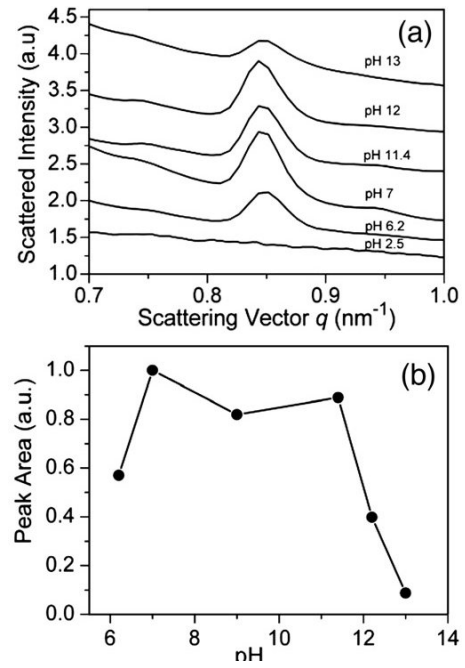 (a)
4.5
4.0
3.5
3.0
2.5
2.0
1.5
1.0
Scattered Intensity (a.u)
pH 13
pH 12
pH 11.4
pH 7
pH 6.2
pH 2.5
0.7 0.8 0.9 1.0
Scattering Vector q (nm⁻¹)
(b)
1.0
0.8
0.6
0.4
0.2
0.0
Peak Area (a.u.)
6 8 10 12 14
pH